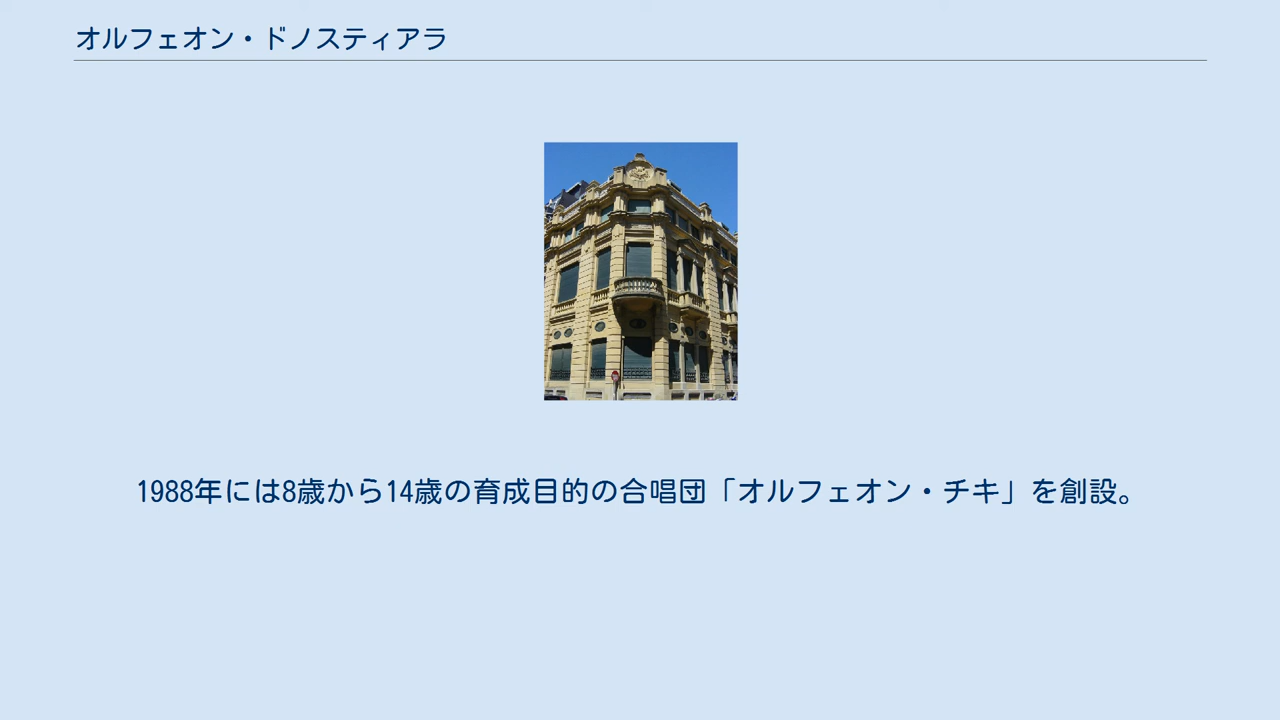 オルフェオン・ドノスティアラ
1988年には8歳から14歳の育成目的の合唱団「オルフェオン・チキ」を創設。